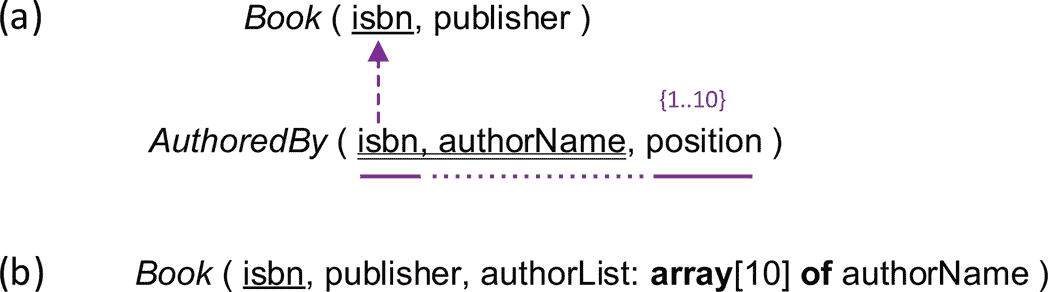 (a) Book ( isbn, publisher )
{1..10}
AuthoredBy ( isbn, authorName, position )
(b) Book ( isbn, publisher, authorList: array[10] of authorName )